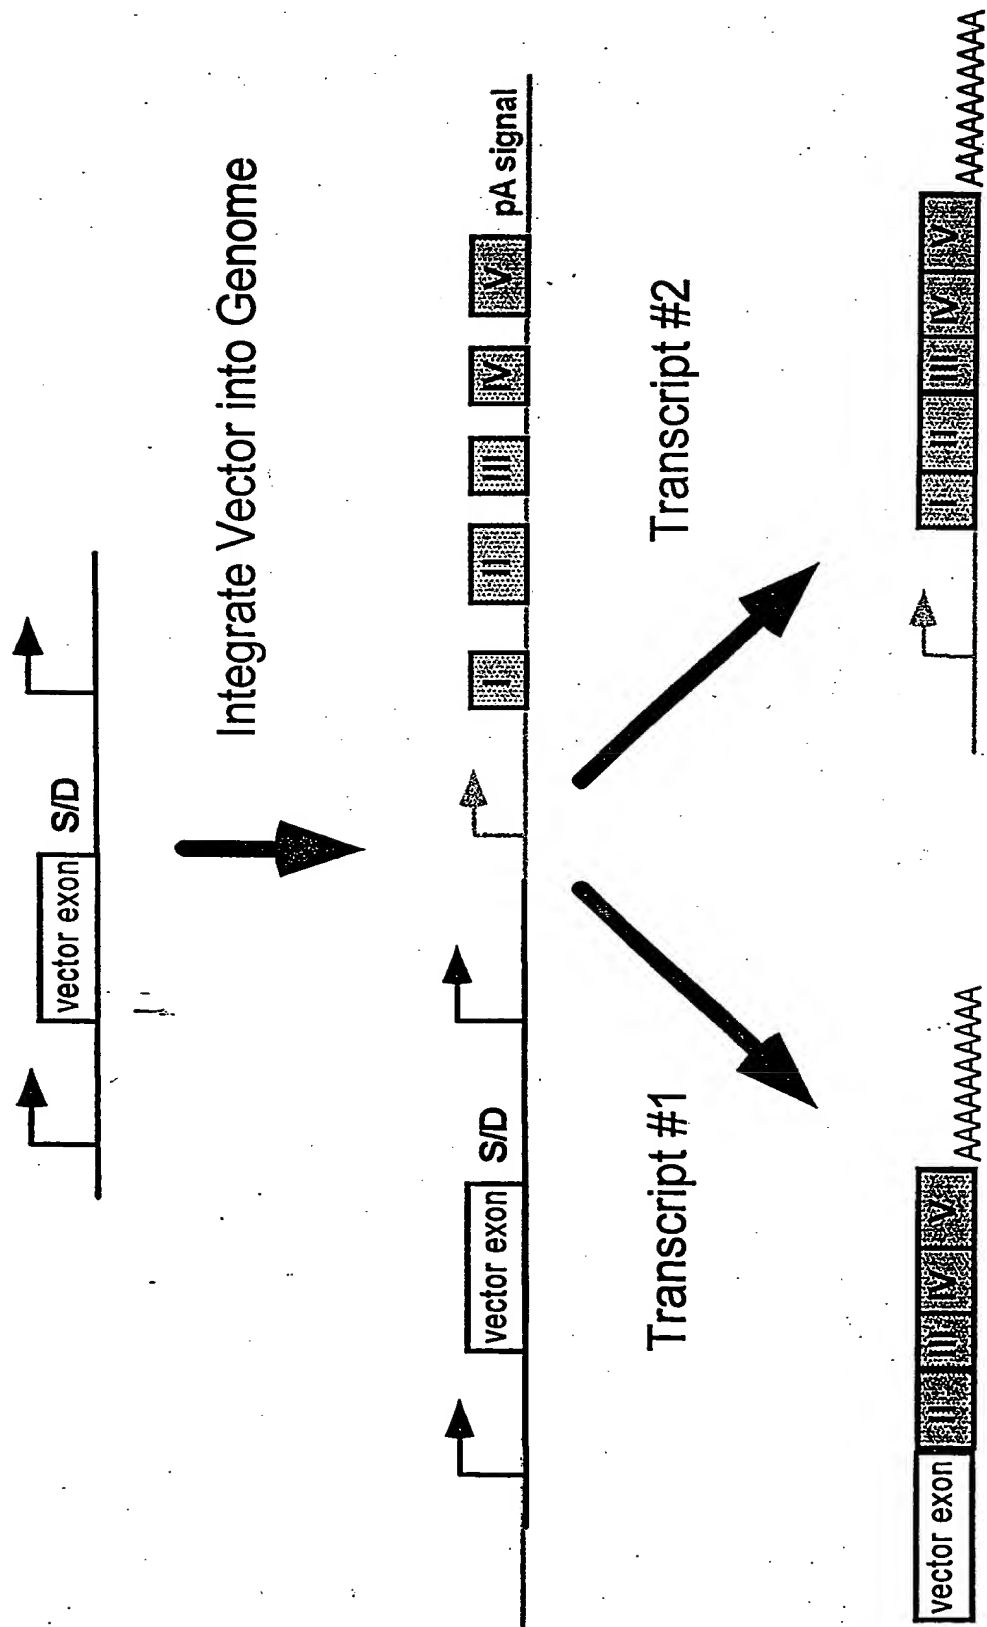 vector exon S/D
Integrate Vector into Genome
vector exon S/D I II III IV V pA signal
Transcript #1 Transcript #2
vector exon II III IV V AAAAAAAAAA
I II III IV V AAAAAAAAAA